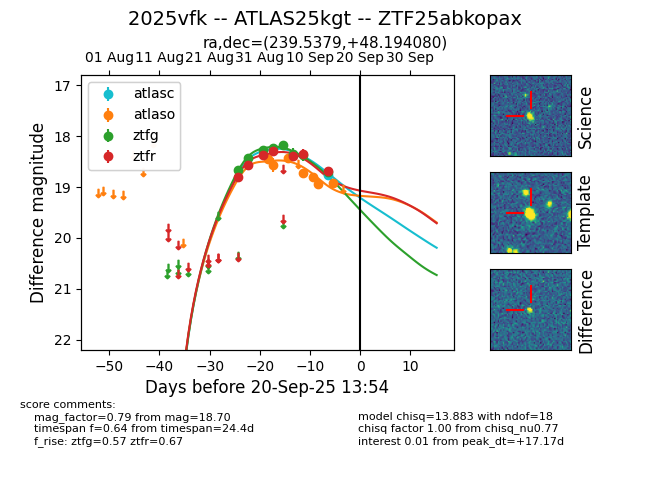 2025vfk -- ATLAS25kgt -- ZTF25abkopax
ra,dec=(239.5379,+48.194080)
01 Aug 11 Aug 21 Aug 31 Aug 10 Sep 20 Sep 30 Sep
17
18
19
20
21
22
Difference magnitude
atlasc
atlaso
ztfg
ztfr
−50 −40 −30 −20 −10 0 10
Days before 20-Sep-25 13:54
Science
Template
Difference
score comments:
mag_factor=0.79 from mag=18.70
timespan f=0.64 from timespan=24.4d
f_rise: ztfg=0.57 ztfr=0.67
model chisq=13.883 with ndof=18
chisq factor 1.00 from chisq_nu0.77
interest 0.01 from peak_dt=+17.17d